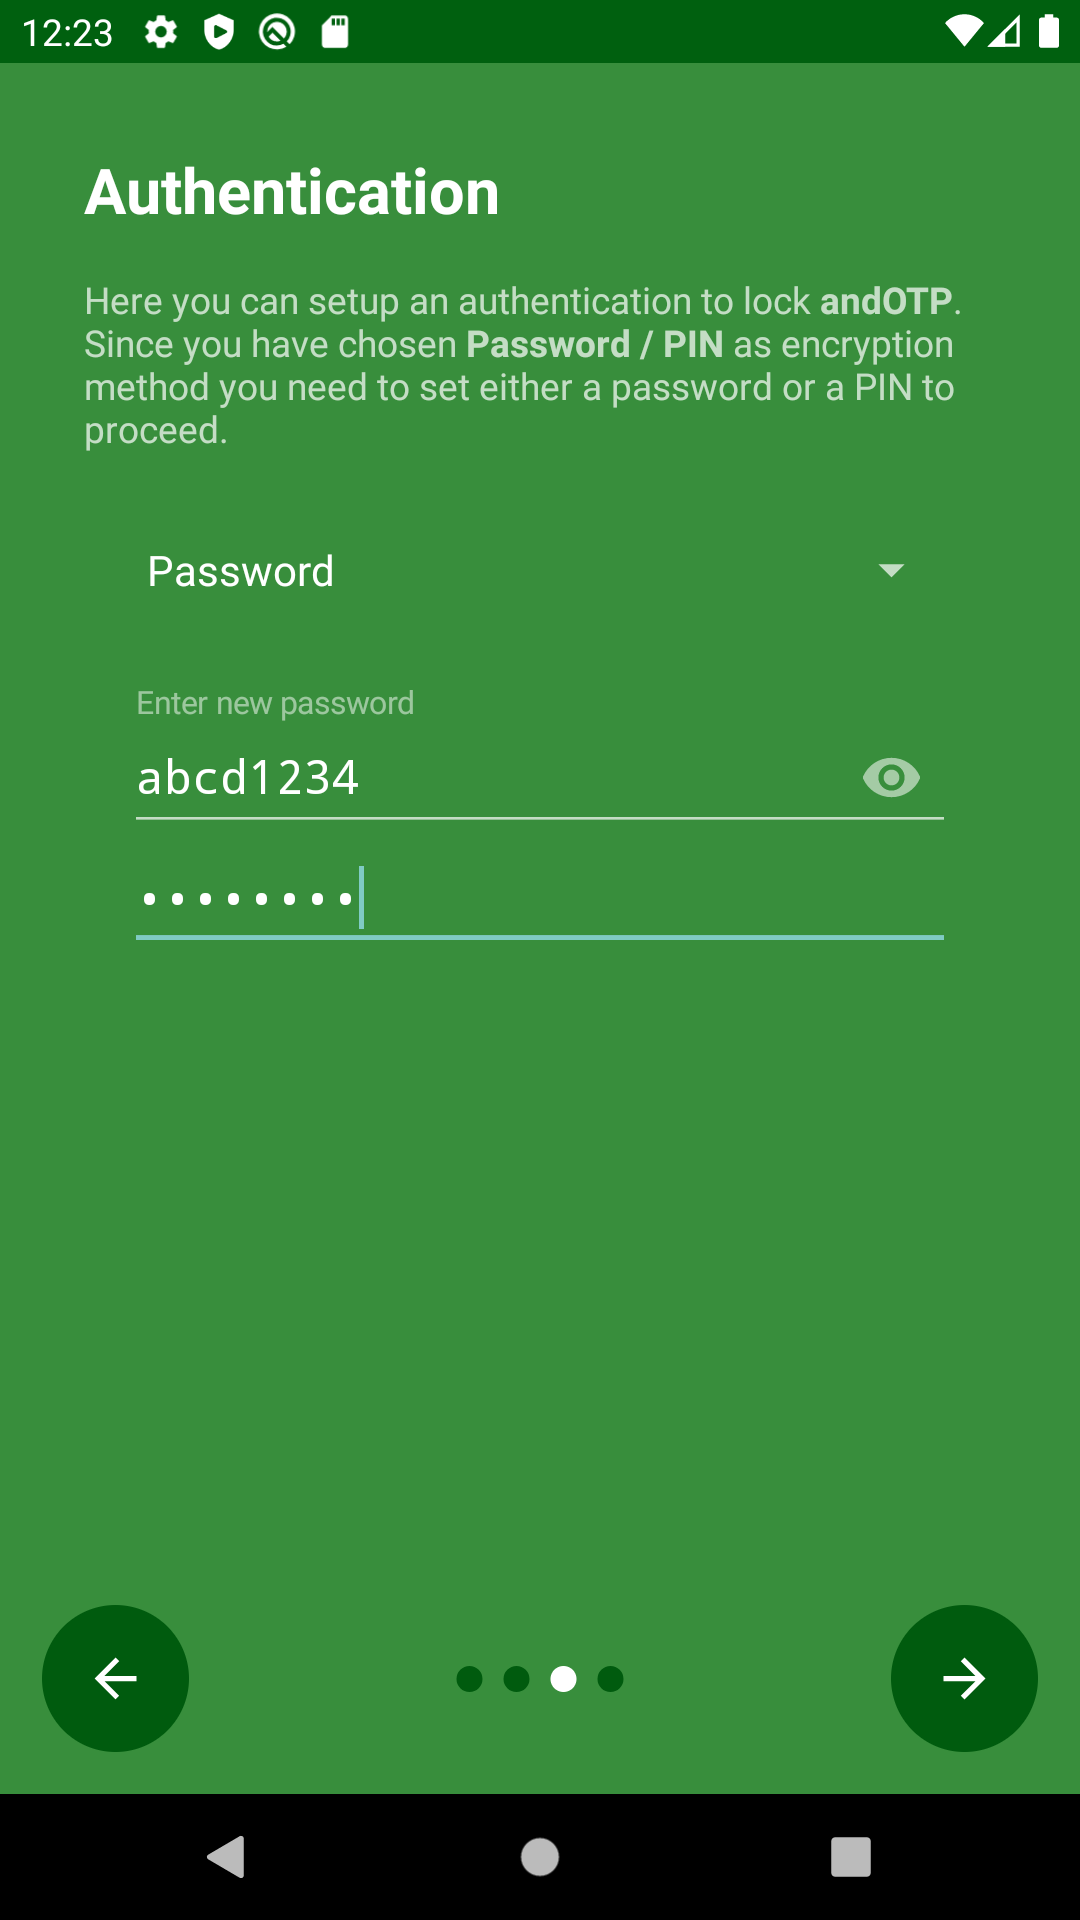 12:23
Authentication
Here you can setup an authentication to lock andOTP.
Since you have chosen Password / PIN as encryption
method you need to set either a password or a PIN to
proceed.
Password
Enter new password
abcd1234
••••••••